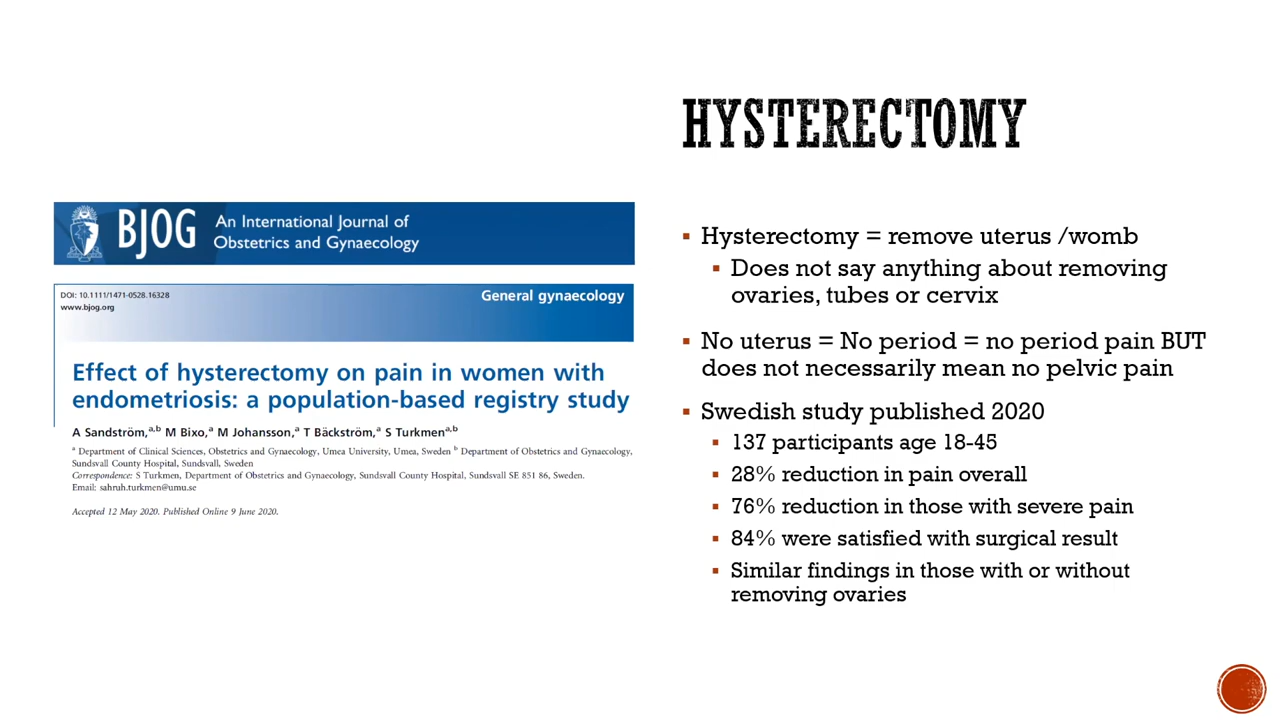 HYSTERECTOMY
BJOG An International Journal of
Obstetrics and Gynaecology
DOI: 10.1111/1471-0528.16328
www.bjog.org
General gynaecology
Effect of hysterectomy on pain in women with
endometriosis: a population-based registry study
A Sandström,a,b M Bixo,a M Johansson,a T Bäckström,a S Turkmena,b
a Department of Clinical Sciences, Obstetrics and Gynaecology, Umea University, Umea, Sweden b Department of Obstetrics and Gynaecology,
Sundsvall County Hospital, Sundsvall, Sweden
Correspondence: S Turkmen, Department of Obstetrics and Gynaecology, Sundsvall County Hospital, Sundsvall SE 851 86, Sweden.
Email: sahruh.turkmen@umu.se
Accepted 12 May 2020. Published Online 9 June 2020.
▪ Hysterectomy = remove uterus /womb
▪ Does not say anything about removing
ovaries, tubes or cervix
▪ No uterus = No period = no period pain BUT
does not necessarily mean no pelvic pain
▪ Swedish study published 2020
▪ 137 participants age 18-45
▪ 28% reduction in pain overall
▪ 76% reduction in those with severe pain
▪ 84% were satisfied with surgical result
▪ Similar findings in those with or without
removing ovaries